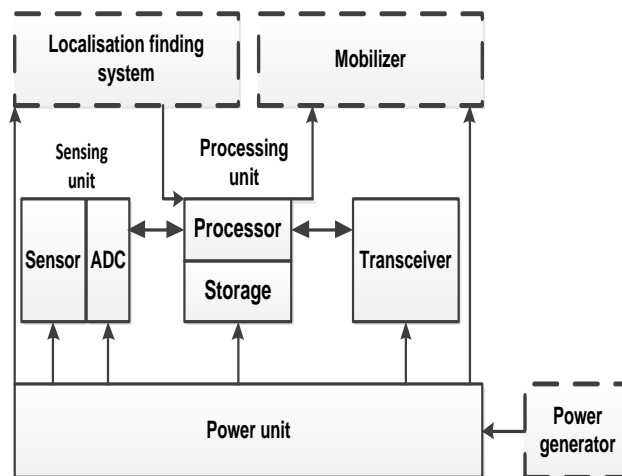 Localisation finding
system
Mobilizer
Sensing
unit
Processing
unit
Sensor
ADC
Processor
Storage
Transceiver
Power unit
Power
generator